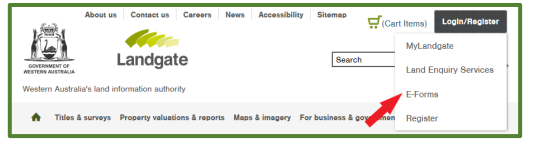 About us Contact us Careers News Accessibility Sitemap
(Cart Items)
Login/Register
GOVERNMENT OF
WESTERN AUSTRALIA
Landgate
Search
MyLandgate
Land Enquiry Services
E-Forms
Register
Western Australia's land information authority
Titles & surveys Property valuations & reports Maps & imagery For business &